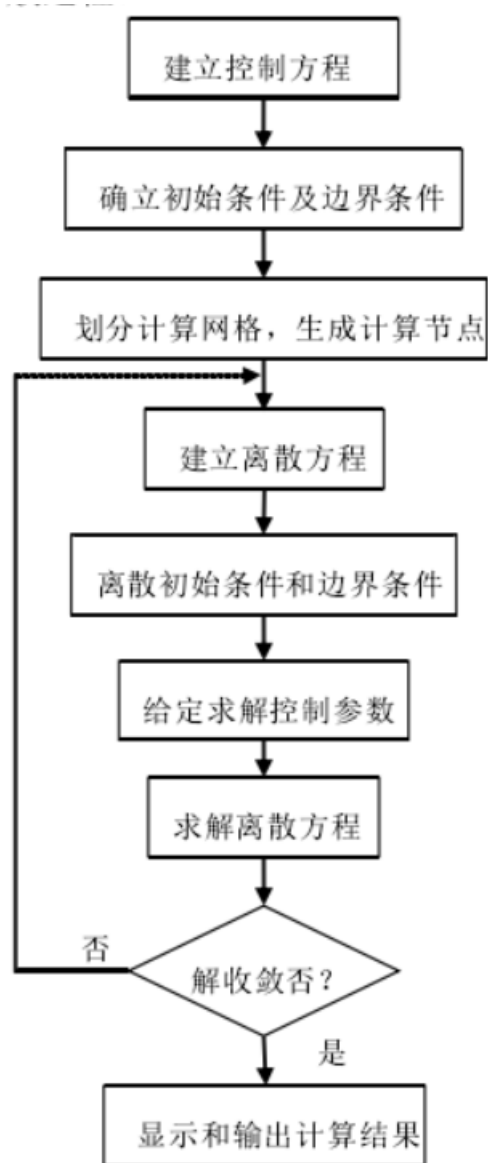 建立控制方程
确立初始条件及边界条件
划分计算网格，生成计算节点
建立离散方程
离散初始条件和边界条件
给定求解控制参数
求解离散方程
否
解收敛否？
是
显示和输出计算结果